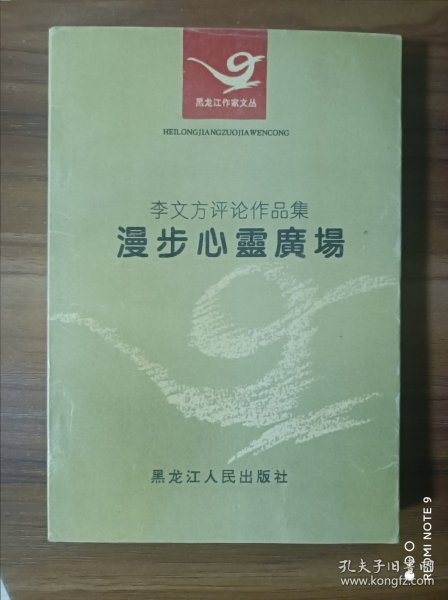 黑龙江作家文丛
HEILONGJIANGZUOJIAWENCONG
李文方评论作品集
漫步心靈廣場
黑龙江人民出版社
REDMI NOTE 9
孔夫子旧书网
www.kongfz.com